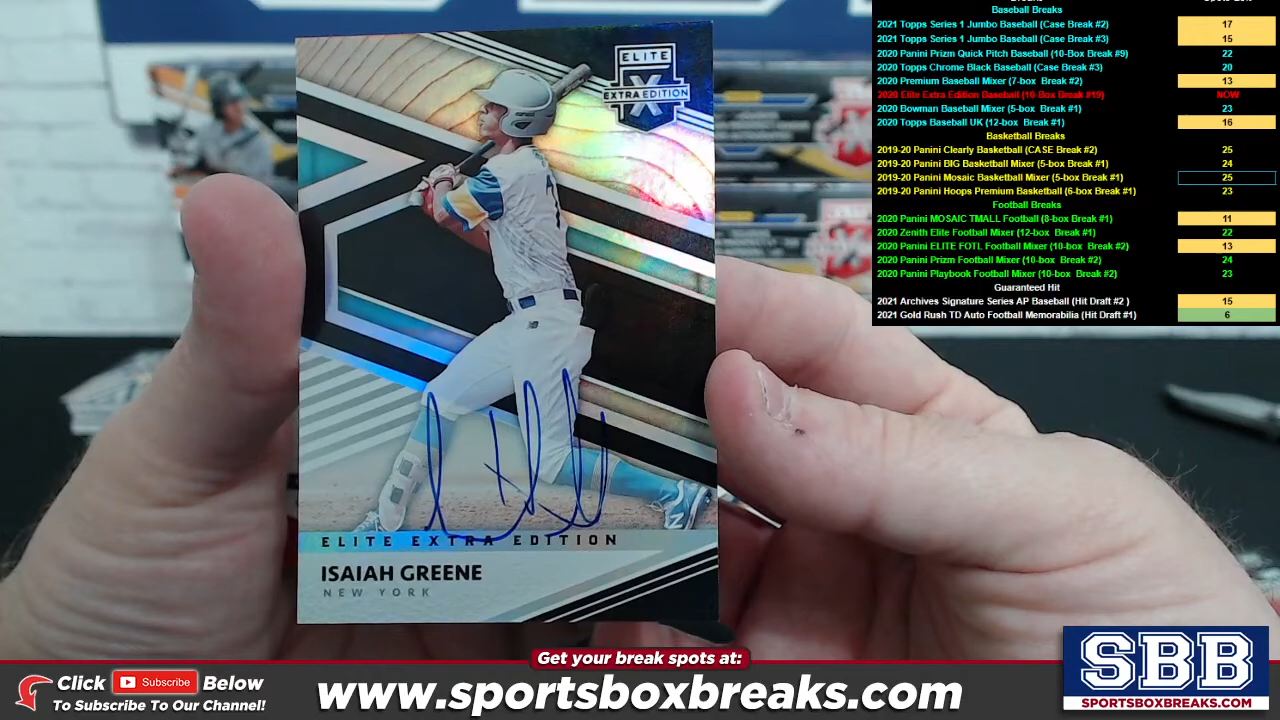 Baseball Breaks
2021 Topps Series 1 Jumbo Baseball (Case Break #2) 17
2021 Topps Series 1 Jumbo Baseball (Case Break #3) 15
2020 Panini Prizm Quick Pitch Baseball (10-Box Break #9) 22
2020 Topps Chrome Black Baseball (Case Break #3) 20
2020 Premium Baseball Mixer (7-box Break #2) 13
2020 Elite Extra Edition Baseball (10-Box Break #19) NOW
2020 Bowman Baseball Mixer (5-box Break #1) 23
2020 Topps Baseball UK (12-box Break #1) 16
Basketball Breaks
2019-20 Panini Clearly Basketball (CASE Break #2) 25
2019-20 Panini BIG Basketball Mixer (5-box Break #1) 24
2019-20 Panini Mosaic Basketball Mixer (5-box Break #1) 25
2019-20 Panini Hoops Premium Basketball (6-box Break #1) 23
Football Breaks
2020 Panini MOSAIC TMALL Football (8-box Break #1) 11
2020 Zenith Elite Football Mixer (12-box Break #1) 22
2020 Panini ELITE FOTL Football Mixer (10-box Break #2) 13
2020 Panini Prizm Football Mixer (10-box Break #2) 24
2020 Panini Playbook Football Mixer (10-box Break #2) 23
Guaranteed Hit
2021 Archives Signature Series AP Baseball (Hit Draft #2 ) 15
2021 Gold Rush TD Auto Football Memorabilia (Hit Draft #1) 6
ELITE
X
EXTRA EDITION
ELITE EXTRA EDITION
ISAIAH GREENE
NEW YORK
Get your break spots at:
www.sportsboxbreaks.com
Click Subscribe Below
To Subscribe To Our Channel!
SBB
SPORTSBOXBREAKS.COM